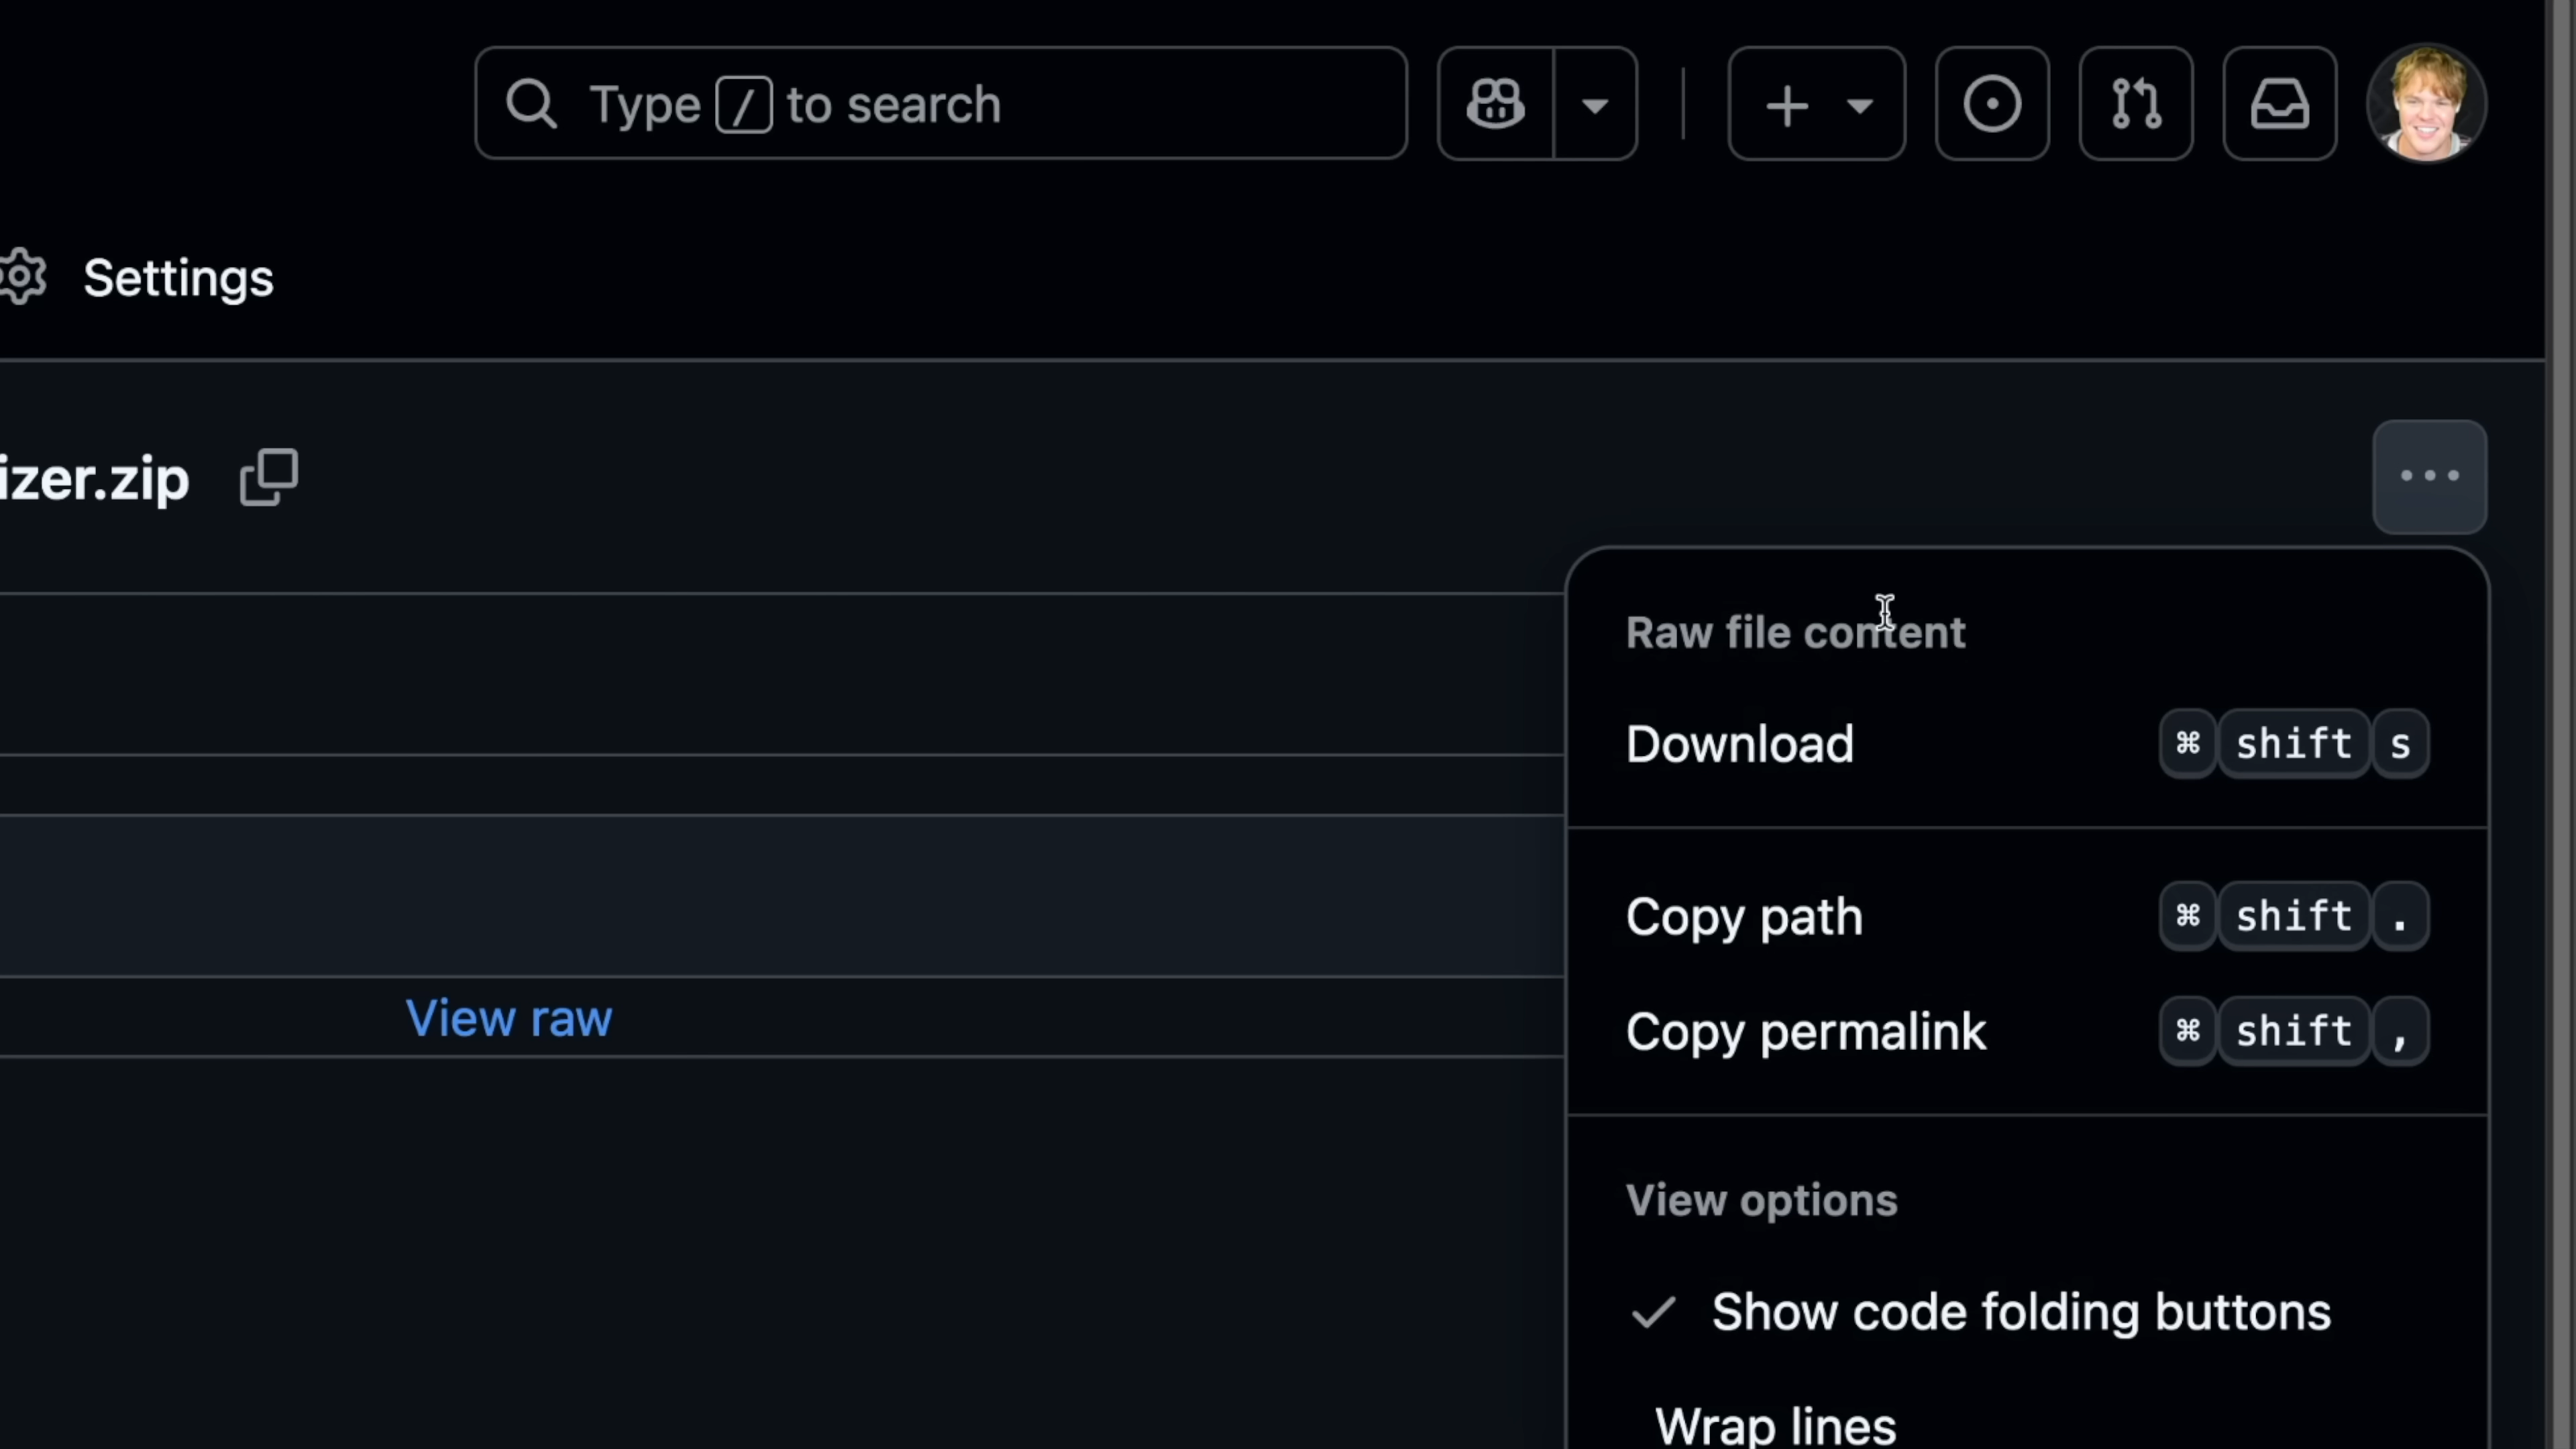 Type / to search
Settings
izer.zip
Raw file content
Download ⌘ shift s
Copy path ⌘ shift .
Copy permalink ⌘ shift ,
View raw
View options
Show code folding buttons
Wrap lines